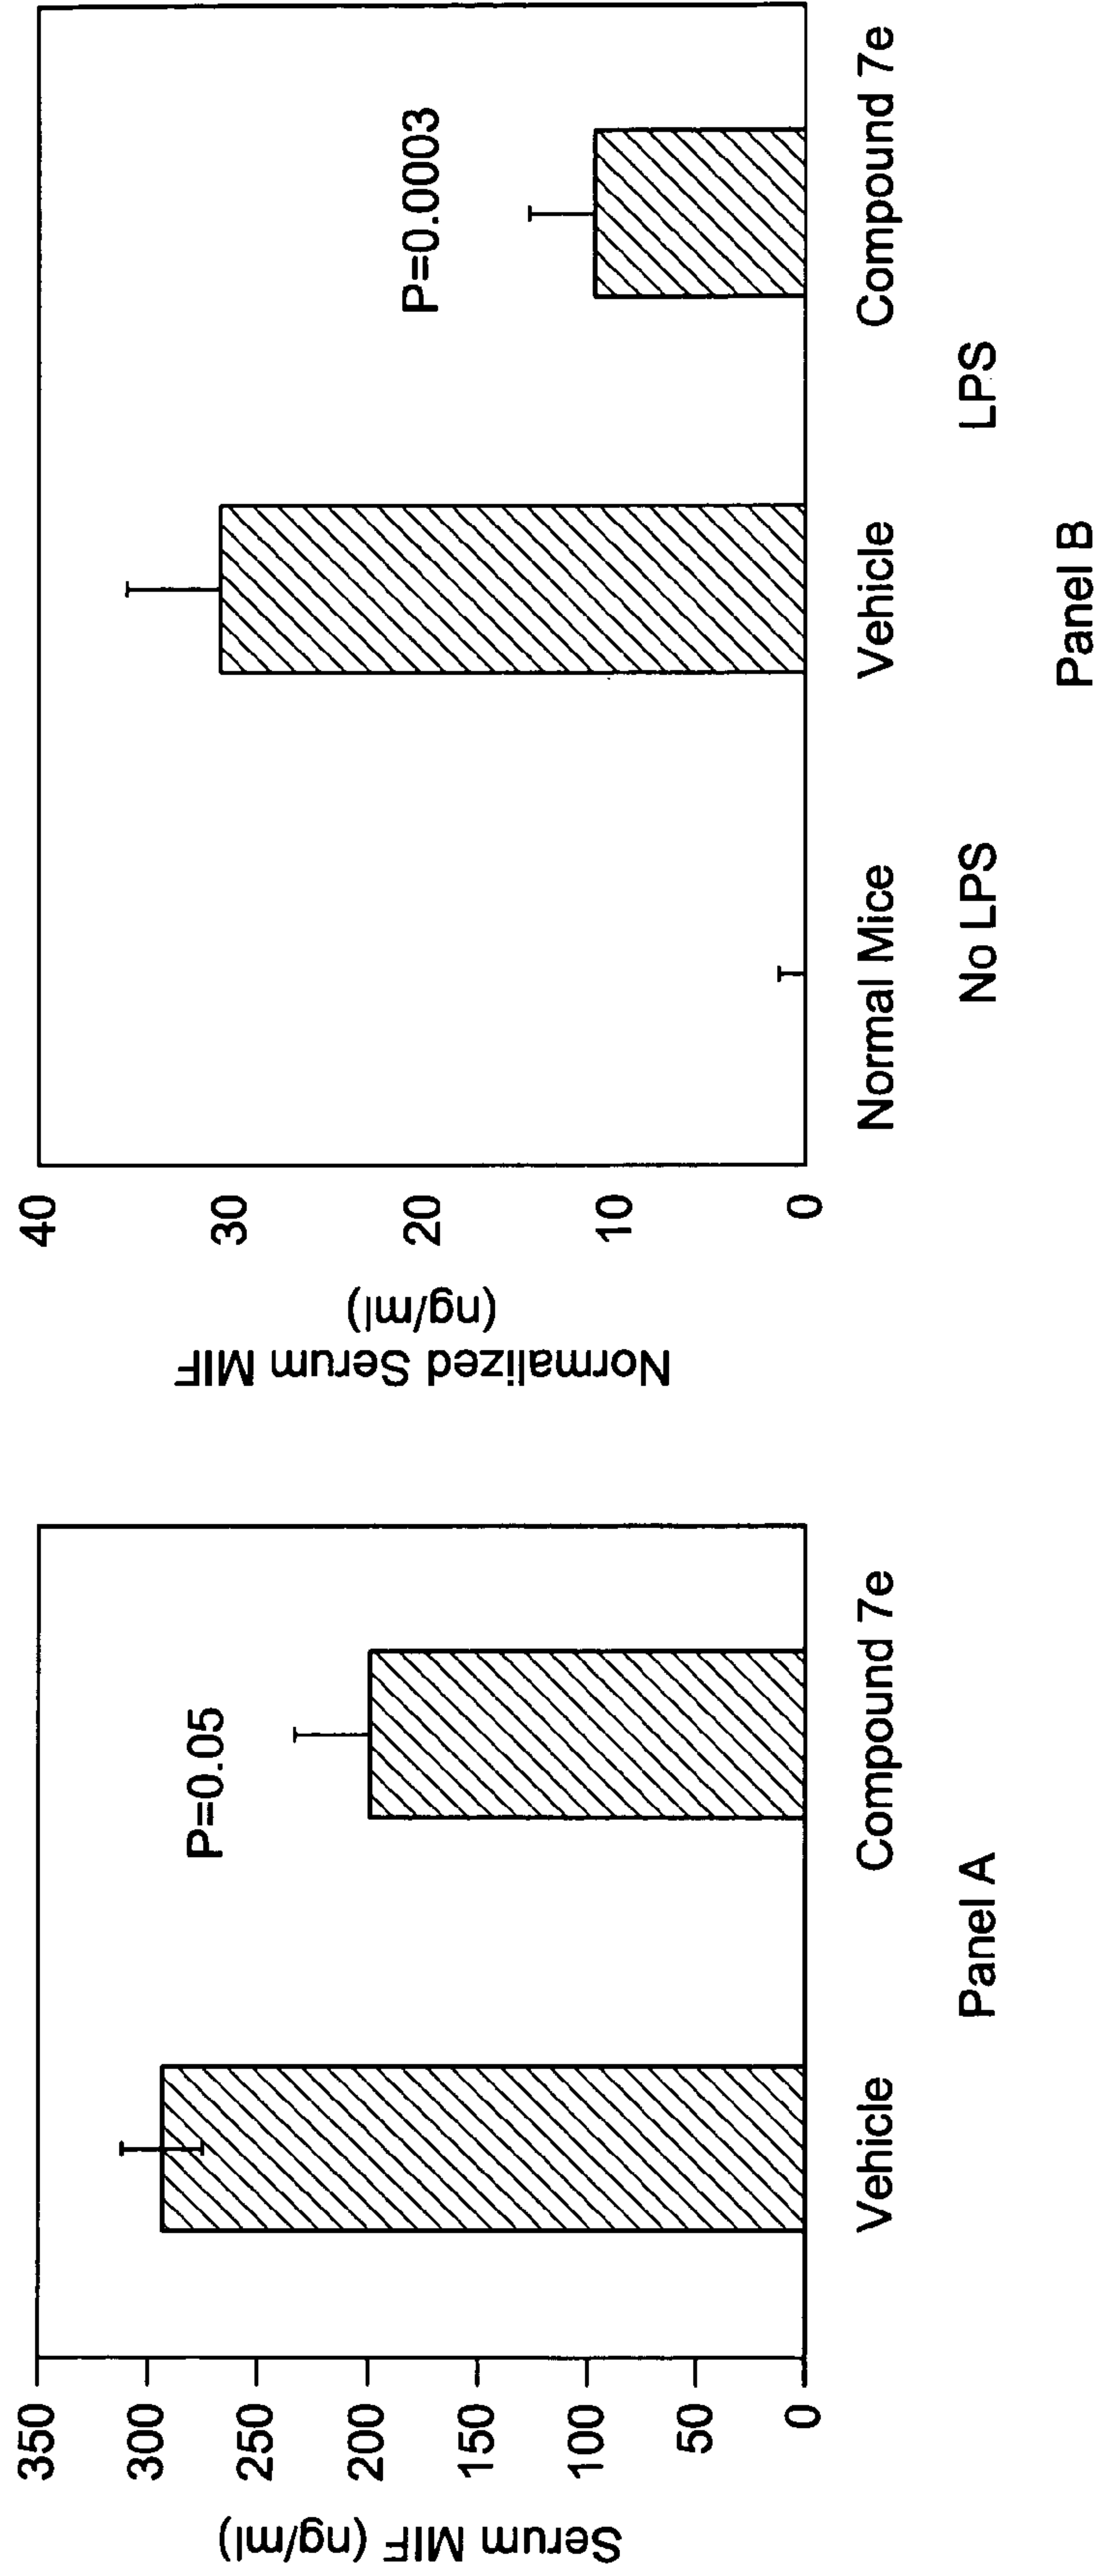 Serum MIF (ng/ml)
350
300
250
200
150
100
50
0
P=0.05
Vehicle
Compound 7e
Panel A
Normalized Serum MIF
(ng/ml)
40
30
20
10
0
P=0.0003
Normal Mice
Vehicle
Compound 7e
No LPS
LPS
Panel B